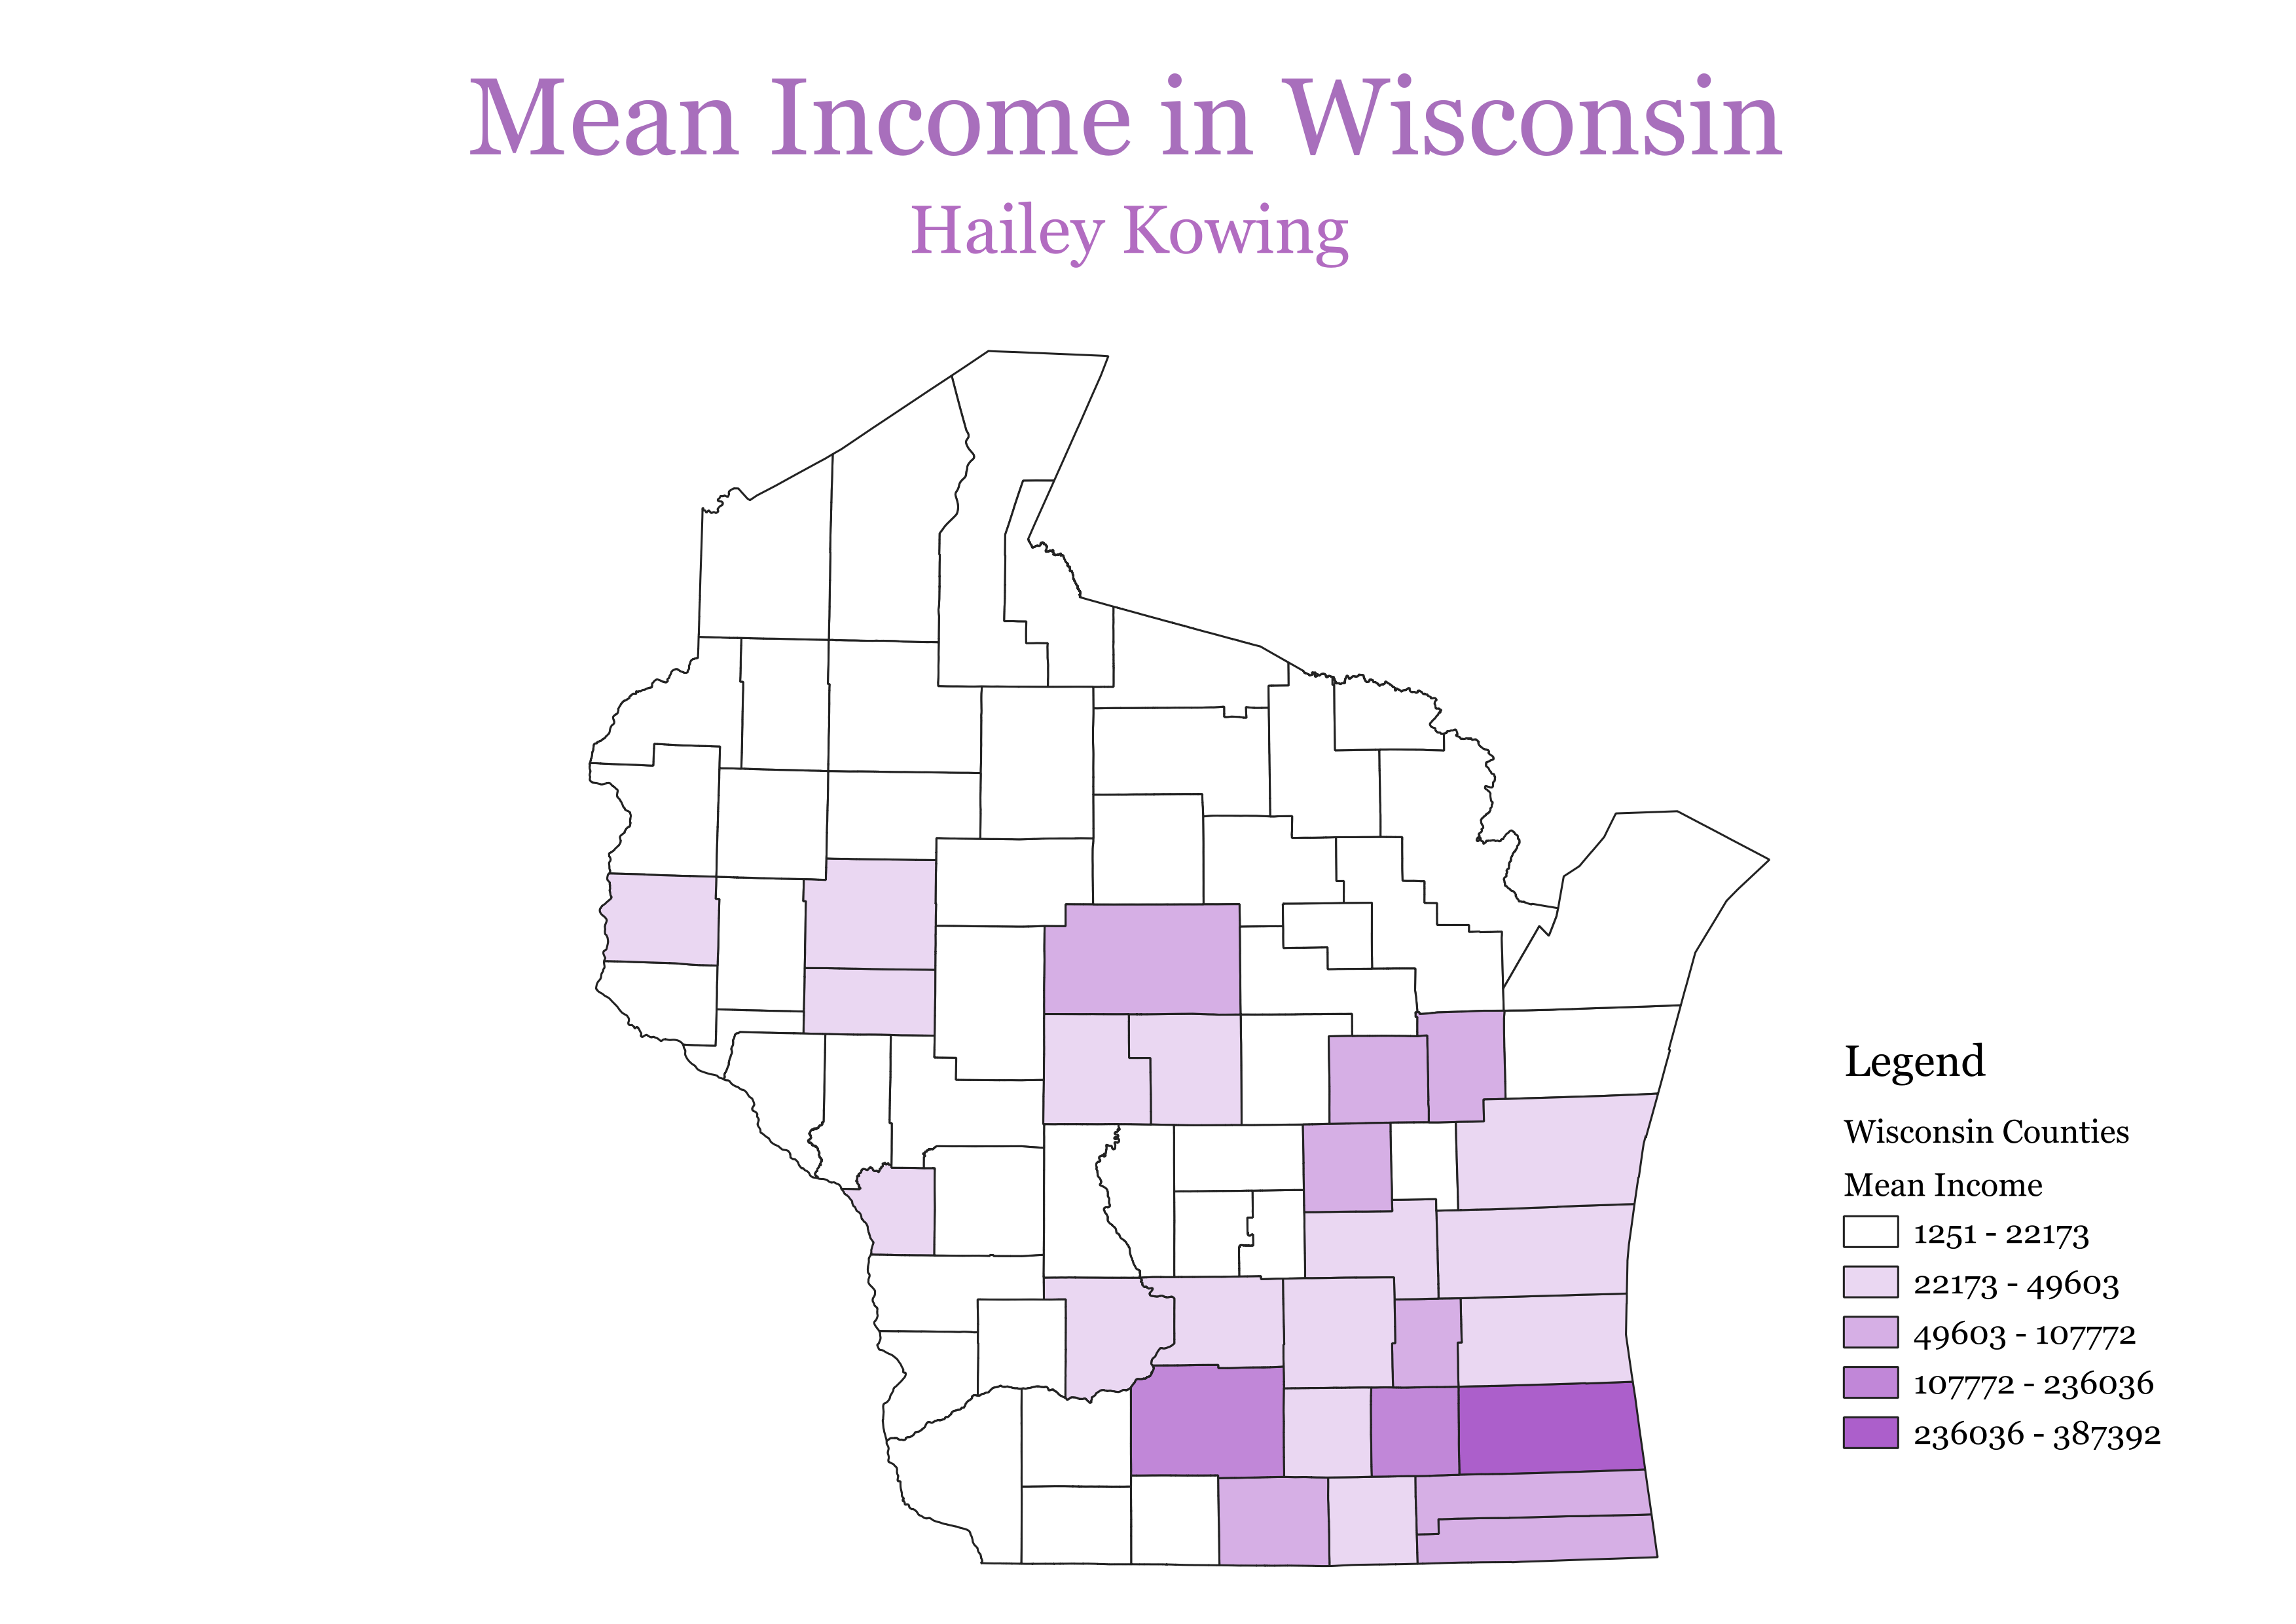 Mean Income in Wisconsin
Hailey Kowing
Legend
Wisconsin Counties
Mean Income
1251 - 22173
22173 - 49603
49603 - 107772
107772 - 236036
236036 - 387392